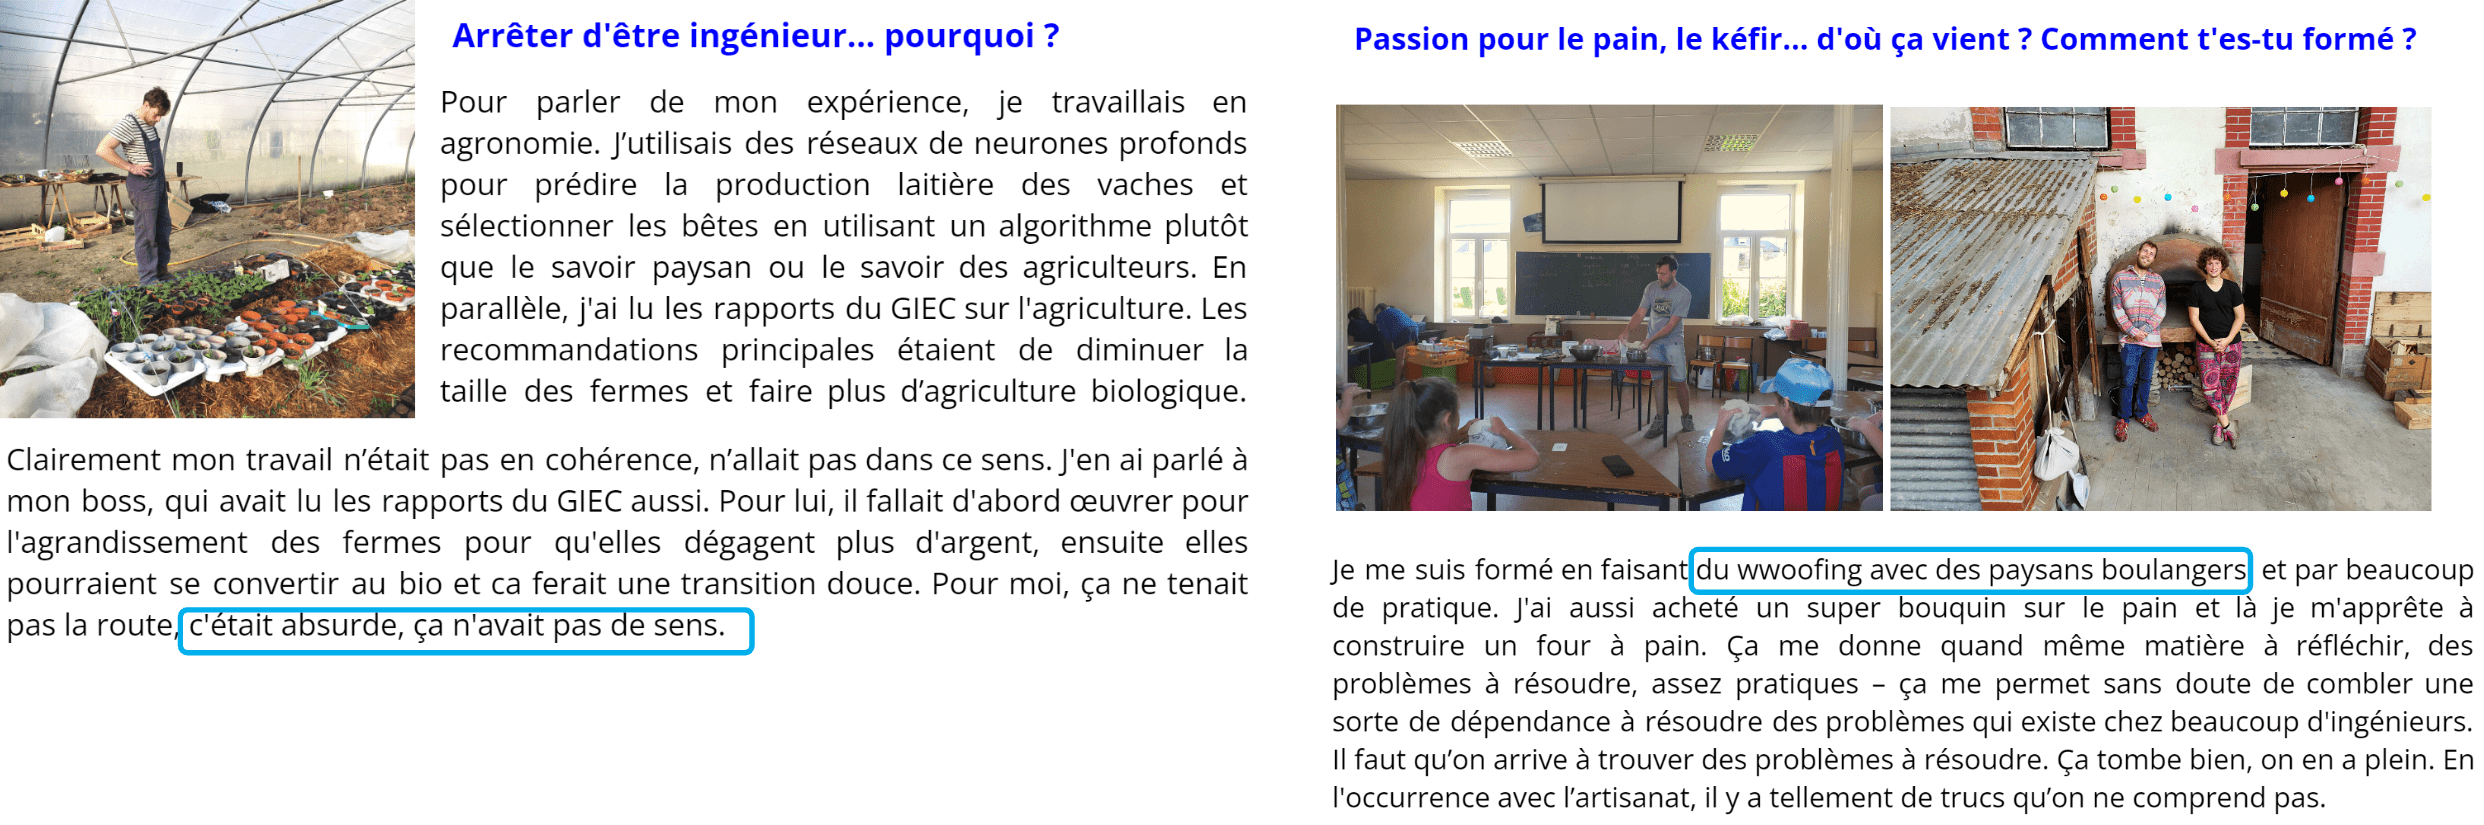 Arrêter d'être ingénieur... pourquoi ?
Pour parler de mon expérience, je travaillais en
agronomie. J’utilisais des réseaux de neurones profonds
pour prédire la production laitière des vaches et
sélectionner les bêtes en utilisant un algorithme plutôt
que le savoir paysan ou le savoir des agriculteurs. En
parallèle, j'ai lu les rapports du GIEC sur l'agriculture. Les
recommandations principales étaient de diminuer la
taille des fermes et faire plus d’agriculture biologique.
Clairement mon travail n’était pas en cohérence, n’allait pas dans ce sens. J'en ai parlé à
mon boss, qui avait lu les rapports du GIEC aussi. Pour lui, il fallait d'abord œuvrer pour
l'agrandissement des fermes pour qu'elles dégagent plus d'argent, ensuite elles
pourraient se convertir au bio et ca ferait une transition douce. Pour moi, ça ne tenait
pas la route, c'était absurde, ça n'avait pas de sens.
Passion pour le pain, le kéfir... d'où ça vient ? Comment t'es-tu formé ?
Je me suis formé en faisant du wwoofing avec des paysans boulangers et par beaucoup
de pratique. J'ai aussi acheté un super bouquin sur le pain et là je m'apprête à
construire un four à pain. Ça me donne quand même matière à réfléchir, des
problèmes à résoudre, assez pratiques – ça me permet sans doute de combler une
sorte de dépendance à résoudre des problèmes qui existe chez beaucoup d'ingénieurs.
Il faut qu’on arrive à trouver des problèmes à résoudre. Ça tombe bien, on en a plein. En
l'occurrence avec l’artisanat, il y a tellement de trucs qu’on ne comprend pas.